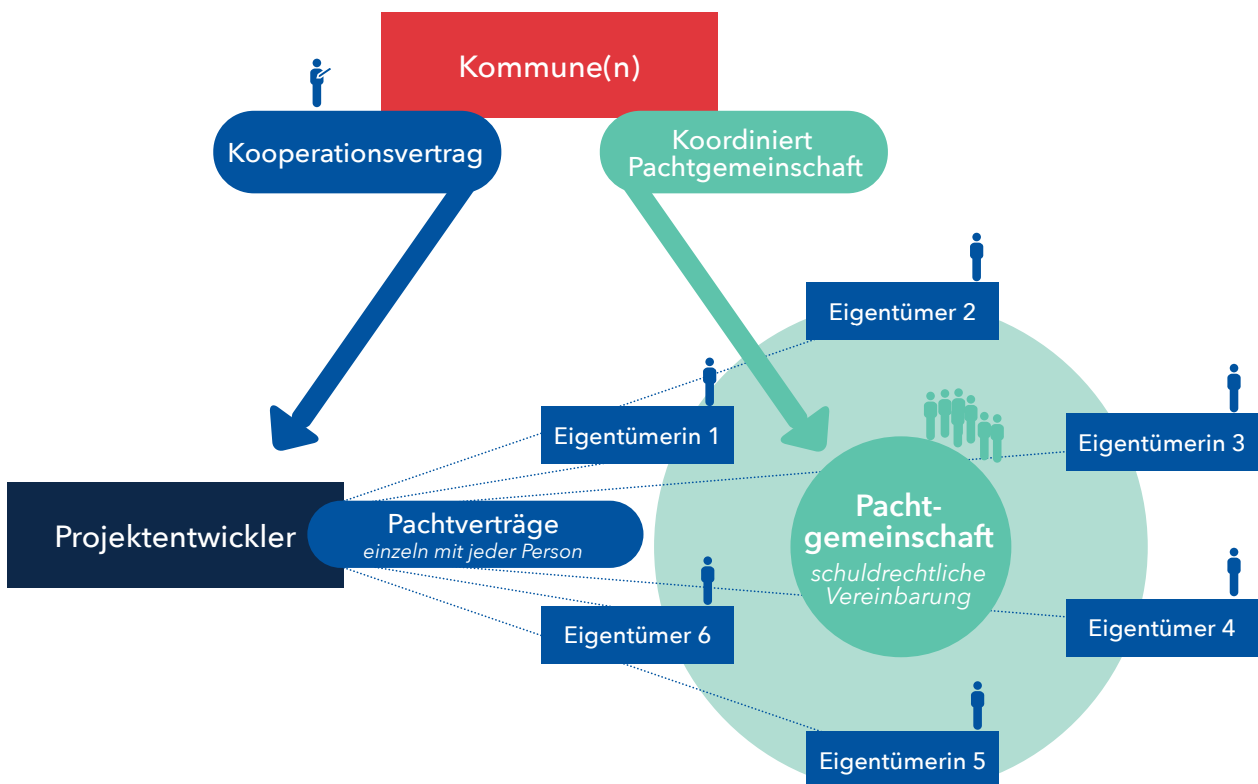 Kommune(n)
Kooperationsvertrag
Koordiniert
Pachtgemeinschaft
Eigentümer 2
Eigentümerin 1
Eigentümerin 3
Projektentwickler
Pachtverträge
einzeln mit jeder Person
Pacht-
gemeinschaft
schuldrechtliche
Vereinbarung
Eigentümer 6
Eigentümer 4
Eigentümerin 5